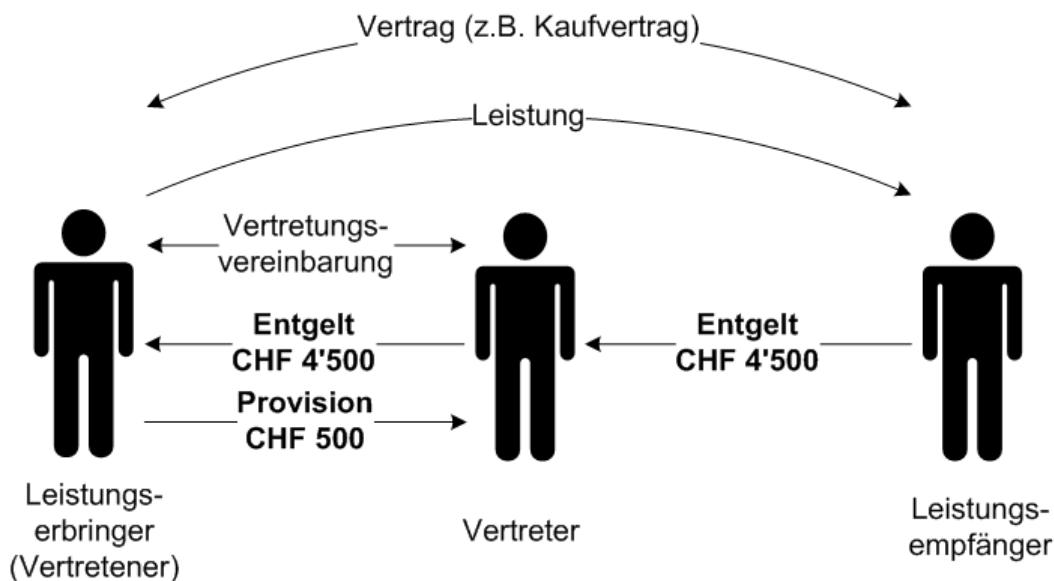 Vertrag (z.B. Kaufvertrag)
Leistung
Vertretungs-
vereinbarung
Entgelt
CHF 4'500
Entgelt
CHF 4'500
Provision
CHF 500
Leistungs-
erbringer
(Vertretener)
Vertreter
Leistungs-
empfänger